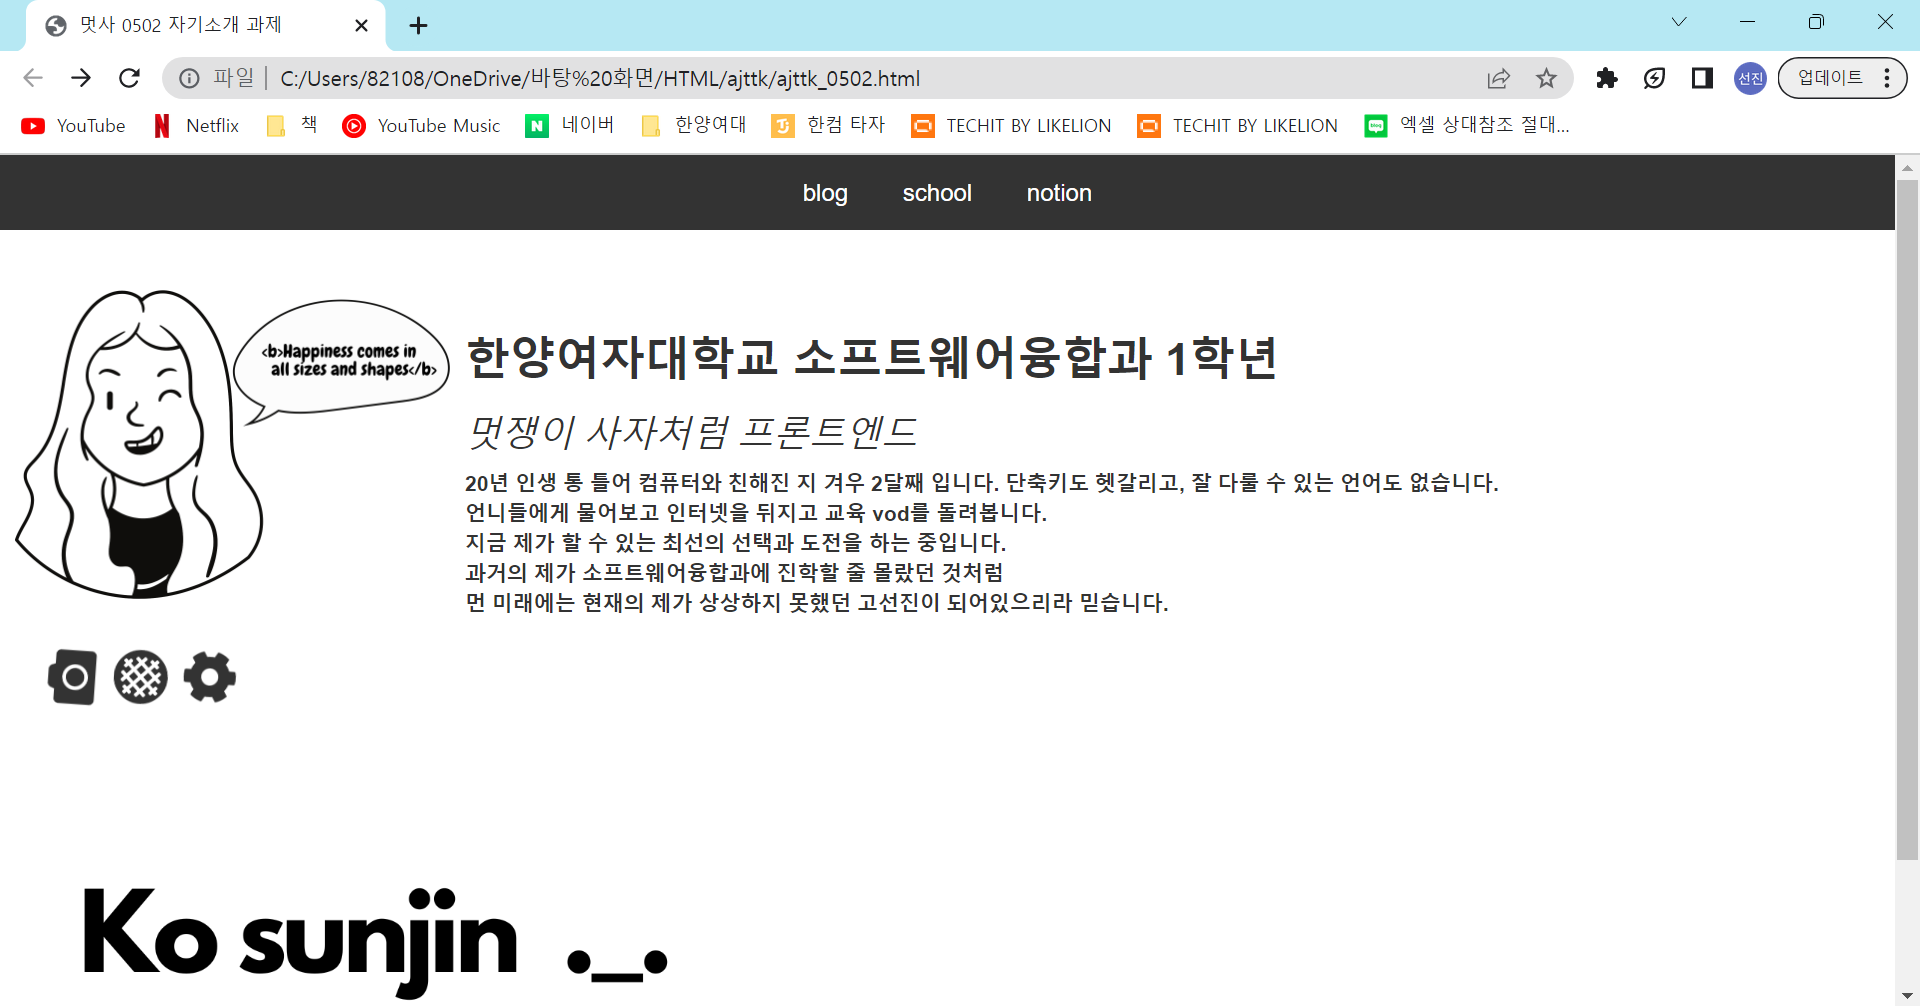 멋사 0502 자기소개 과제
파일 C:/Users/82108/OneDrive/바탕%20화면/HTML/ajttk/ajttk_0502.html
선진
업데이트
YouTube
Netflix
책
YouTube Music
네이버
한양여대
한컴 타자
TECHIT BY LIKELION
TECHIT BY LIKELION
엑셀 상대참조 절대...
blog school notion
<b>Happiness comes in
all sizes and shapes</b>
한양여자대학교 소프트웨어융합과 1학년
멋쟁이 사자처럼 프론트엔드
20년 인생 통 틀어 컴퓨터와 친해진 지 겨우 2달째 입니다. 단축키도 헷갈리고, 잘 다룰 수 있는 언어도 없습니다.
언니들에게 물어보고 인터넷을 뒤지고 교육 vod를 돌려봅니다.
지금 제가 할 수 있는 최선의 선택과 도전을 하는 중입니다.
과거의 제가 소프트웨어융합과에 진학할 줄 몰랐던 것처럼
먼 미래에는 현재의 제가 상상하지 못했던 고선진이 되어있으리라 믿습니다.
Ko sunjin ._.